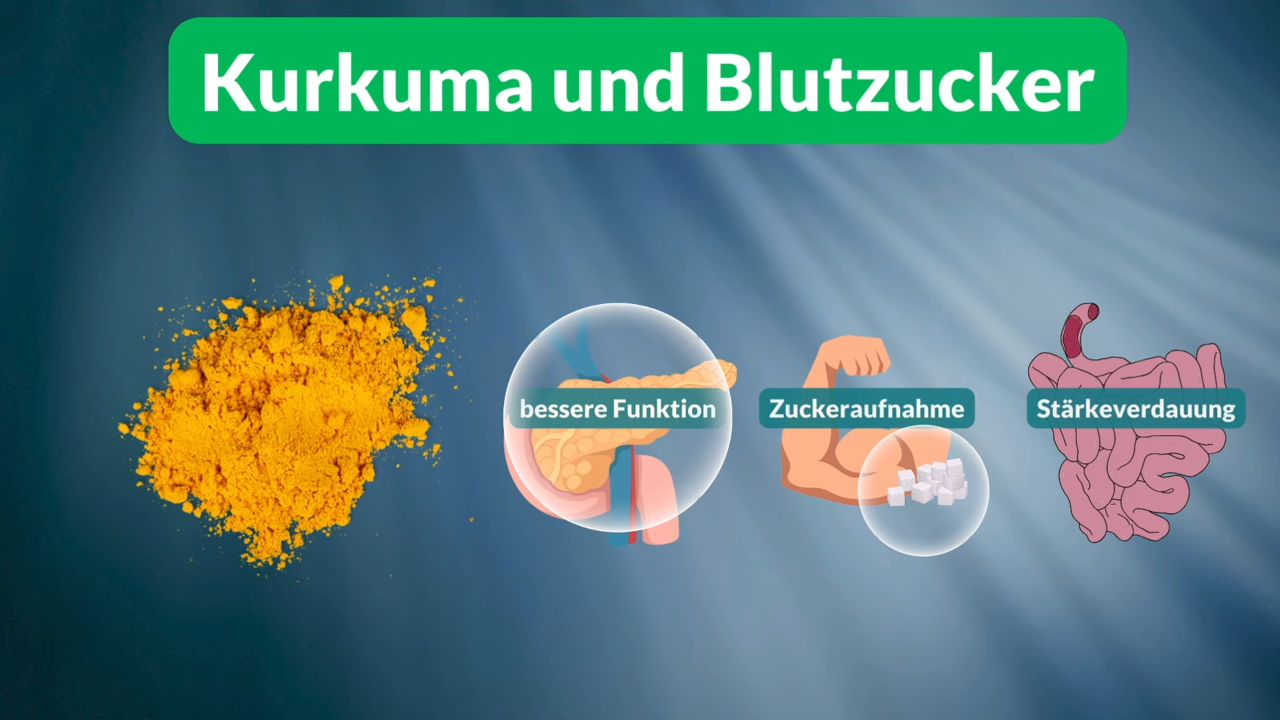 Kurkuma und Blutzucker
bessere Funktion
Zuckeraufnahme
Stärkeverdauung